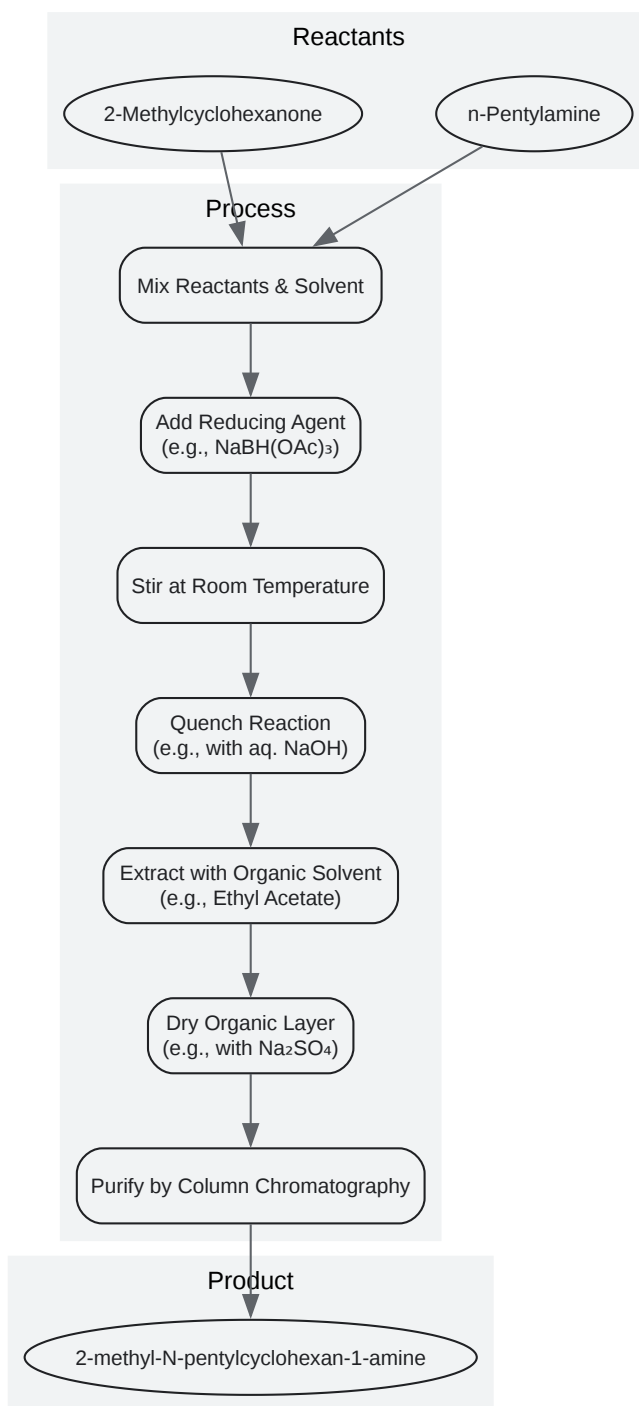 Reactants
2-Methylcyclohexanone
n-Pentylamine
Process
Mix Reactants & Solvent
Add Reducing Agent
(e.g., NaBH(OAc)₃)
Stir at Room Temperature
Quench Reaction
(e.g., with aq. NaOH)
Extract with Organic Solvent
(e.g., Ethyl Acetate)
Dry Organic Layer
(e.g., with Na₂SO₄)
Purify by Column Chromatography
Product
2-methyl-N-pentylcyclohexan-1-amine